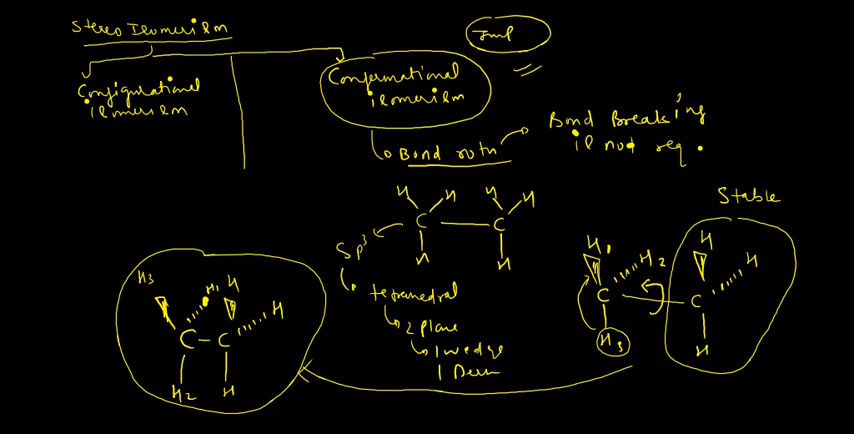 Stereo Isomerism
Imp
Configurational
isomerism
Conformational
isomerism
Bond rotn
Bond Breaking
is not req.
Stable
H H H H
C C
H H
Sp³
tetrahedral
2 plane
1 wedge
1 Dash
H H2 H H
C C
H3 H
H3 H1 H H
C - C
H2 H